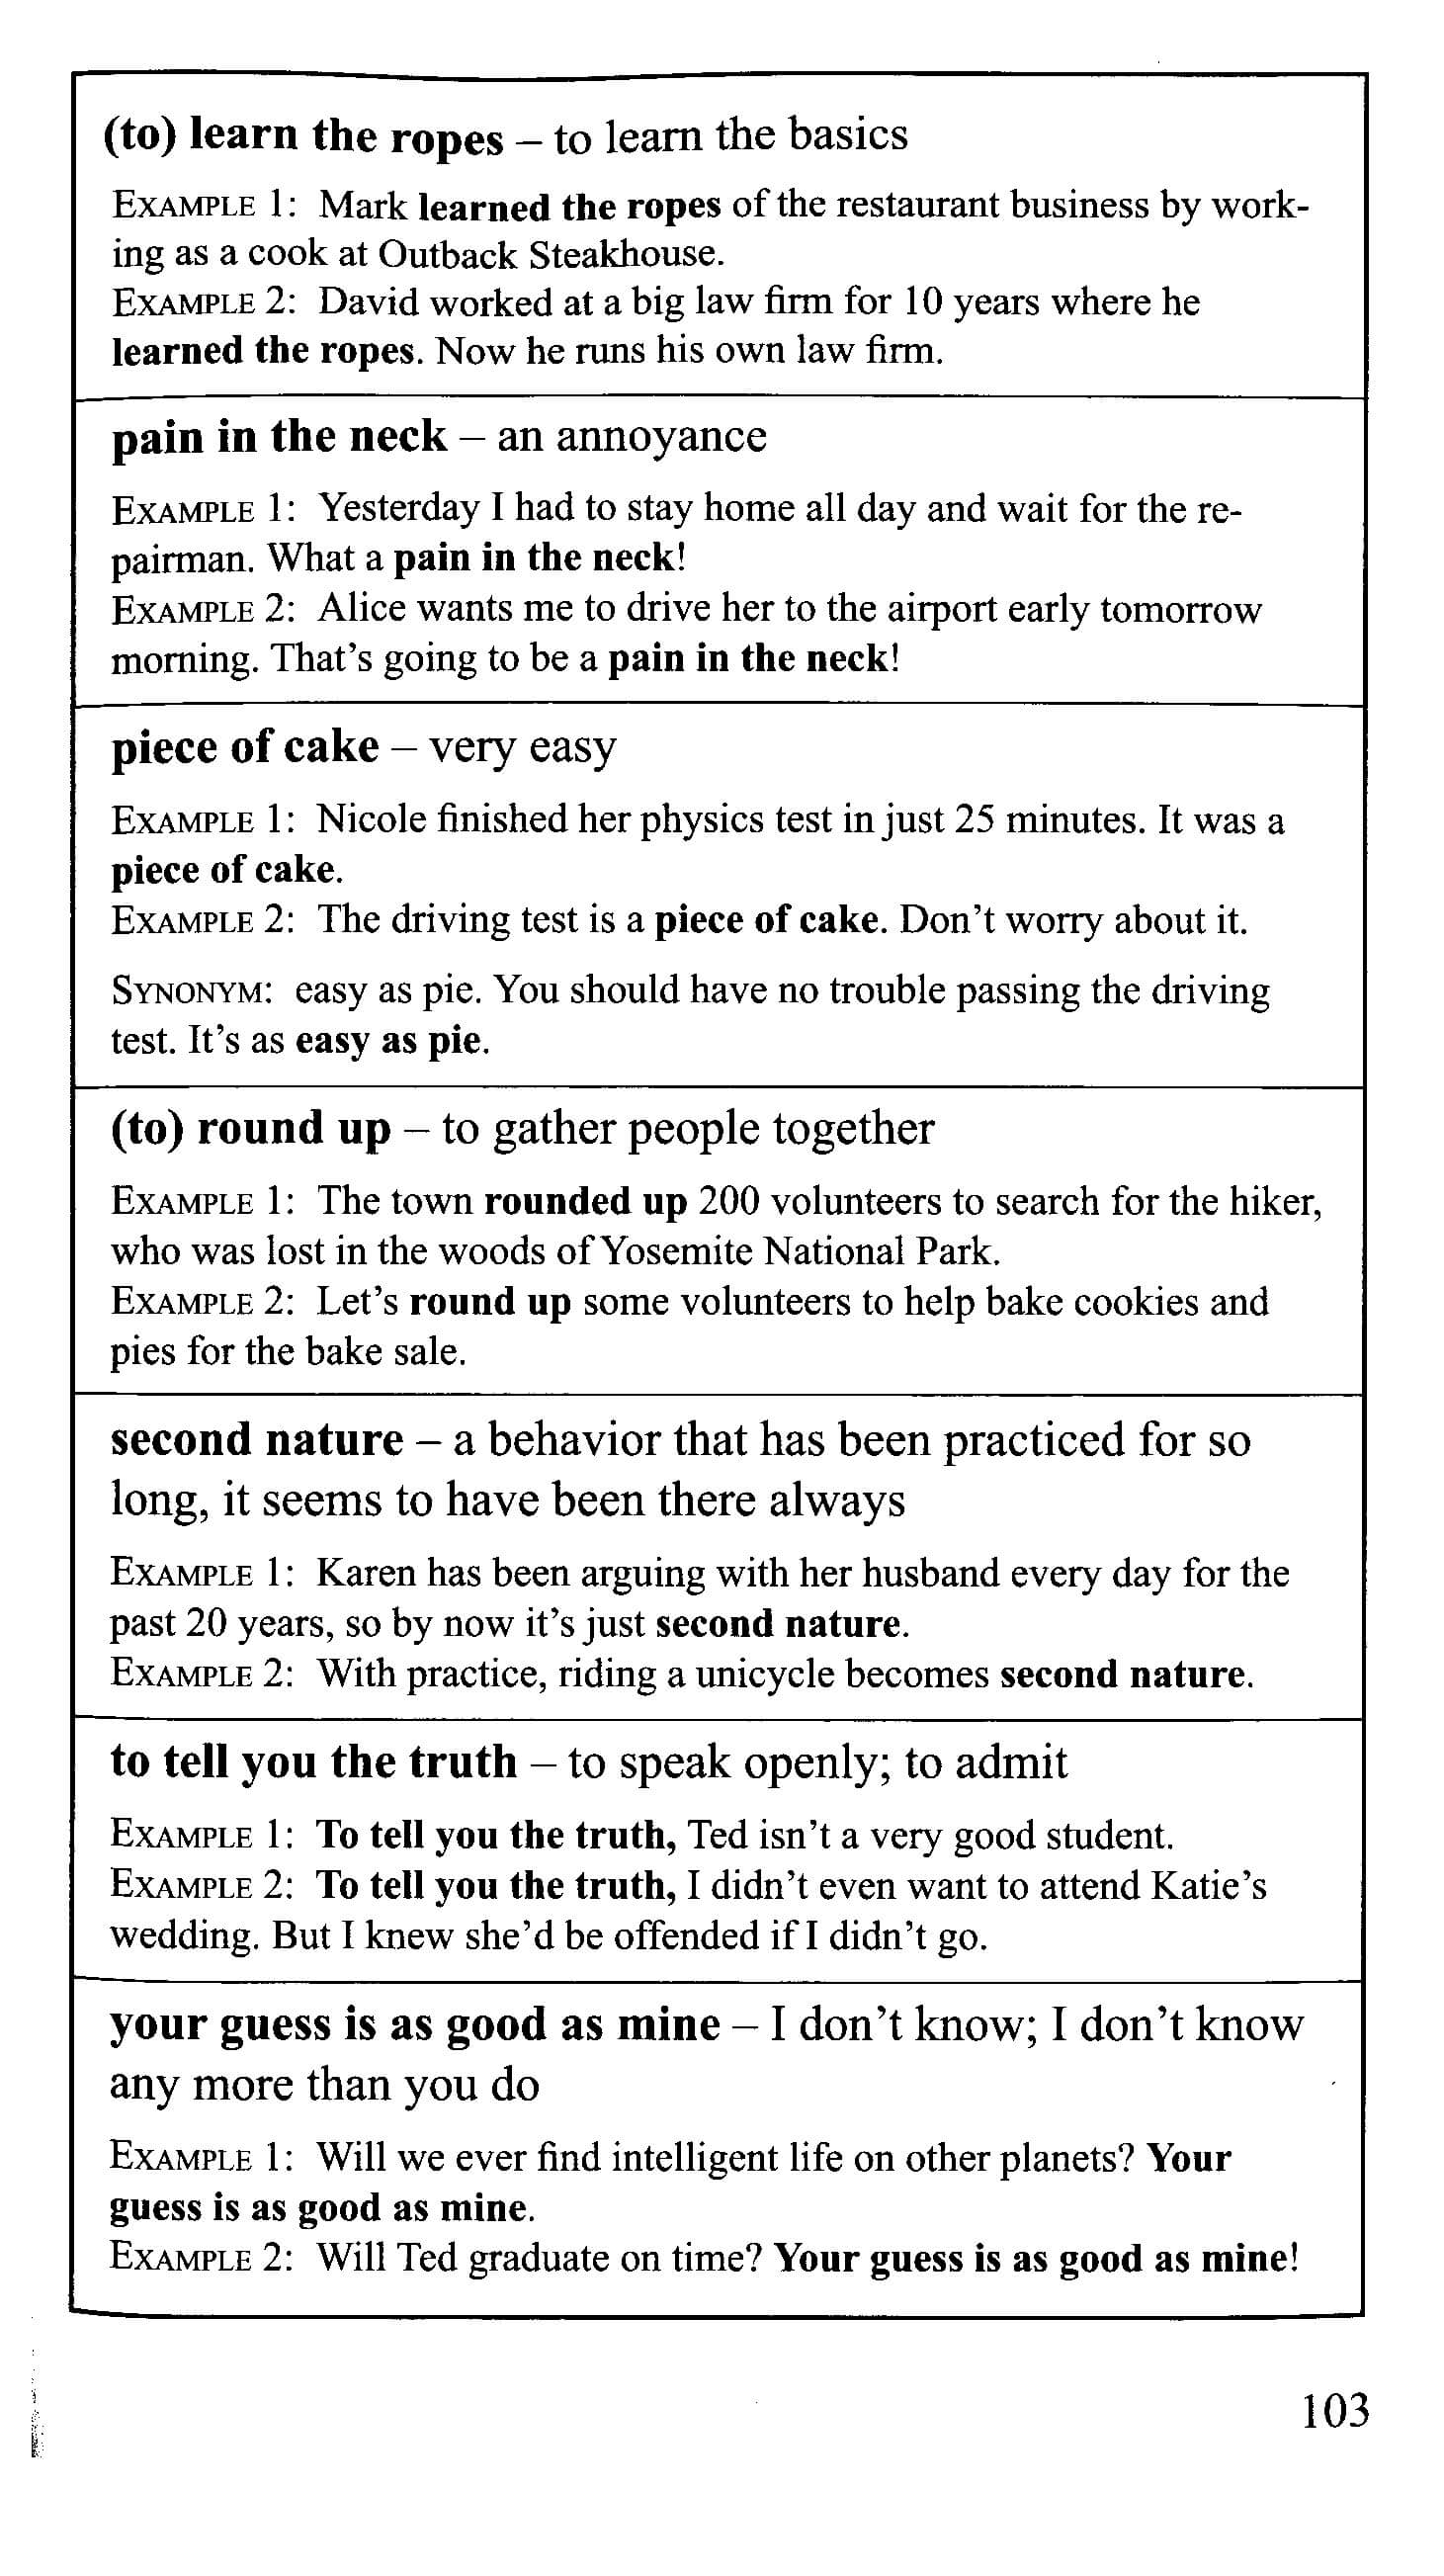 (to) learn the ropes – to learn the basics
EXAMPLE 1: Mark learned the ropes of the restaurant business by work-
ing as a cook at Outback Steakhouse.
EXAMPLE 2: David worked at a big law firm for 10 years where he
learned the ropes. Now he runs his own law firm.
pain in the neck – an annoyance
EXAMPLE 1: Yesterday I had to stay home all day and wait for the re-
pairman. What a pain in the neck!
EXAMPLE 2: Alice wants me to drive her to the airport early tomorrow
morning. That's going to be a pain in the neck!
piece of cake – very easy
EXAMPLE 1: Nicole finished her physics test in just 25 minutes. It was a
piece of cake.
EXAMPLE 2: The driving test is a piece of cake. Don't worry about it.
SYNONYM: easy as pie. You should have no trouble passing the driving
test. It's as easy as pie.
(to) round up – to gather people together
EXAMPLE 1: The town rounded up 200 volunteers to search for the hiker,
who was lost in the woods of Yosemite National Park.
EXAMPLE 2: Let's round up some volunteers to help bake cookies and
pies for the bake sale.
second nature – a behavior that has been practiced for so
long, it seems to have been there always
EXAMPLE 1: Karen has been arguing with her husband every day for the
past 20 years, so by now it's just second nature.
EXAMPLE 2: With practice, riding a unicycle becomes second nature.
to tell you the truth – to speak openly; to admit
EXAMPLE 1: To tell you the truth, Ted isn't a very good student.
EXAMPLE 2: To tell you the truth, I didn't even want to attend Katie's
wedding. But I knew she'd be offended if I didn't go.
your guess is as good as mine – I don't know; I don't know
any more than you do
EXAMPLE 1: Will we ever find intelligent life on other planets? Your
guess is as good as mine.
EXAMPLE 2: Will Ted graduate on time? Your guess is as good as mine!
103